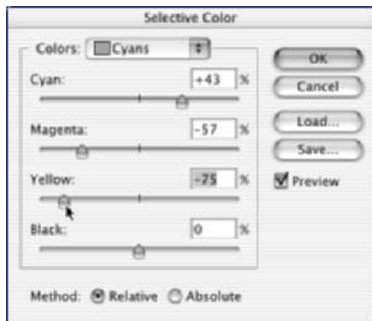 Selective Color
Colors: Cyans
OK
Cyan: +43 %
Cancel
Magenta: -57 %
Load...
Save...
Yellow: -75 %
Preview
Black: 0 %
Method: Relative Absolute